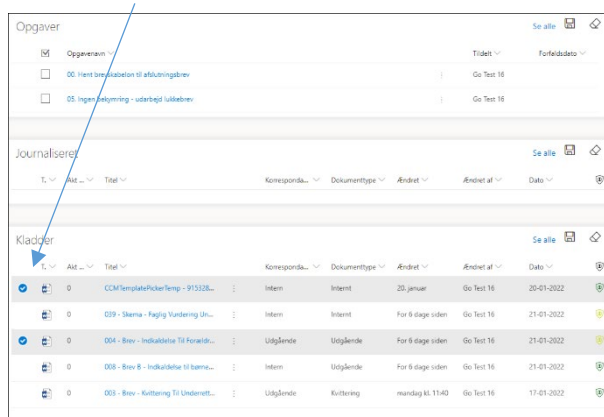 Opgaver Se alle
Opgavenavn Tildelt Forfaldsdato
00. Hent brevskabelon til afslutningsbrev Go Test 16
05. Ingen bekymring - udarbejd lukkebrev Go Test 16
Journaliseret Se alle
T. Akt ... Titel Korresponda... Dokumenttype Ændret Ændret af Dato
Kladder Se alle
T. Akt ... Titel Korresponda... Dokumenttype Ændret Ændret af Dato
0 CCMTemplatePickerTemp - 915328... Intern Internt 20. januar Go Test 16 20-01-2022
0 039 - Skema - Faglig Vurdering Un... Intern Internt For 6 dage siden Go Test 16 21-01-2022
0 004 - Brev - Indkaldelse Til Forældr... Udgående Udgående For 6 dage siden Go Test 16 21-01-2022
0 008 - Brev B - Indkaldelse til børne... Intern Udgående For 6 dage siden Go Test 16 21-01-2022
0 003 - Brev - Kvittering Til Underrett... Udgående Kvittering mandag kl. 11:40 Go Test 16 17-01-2022